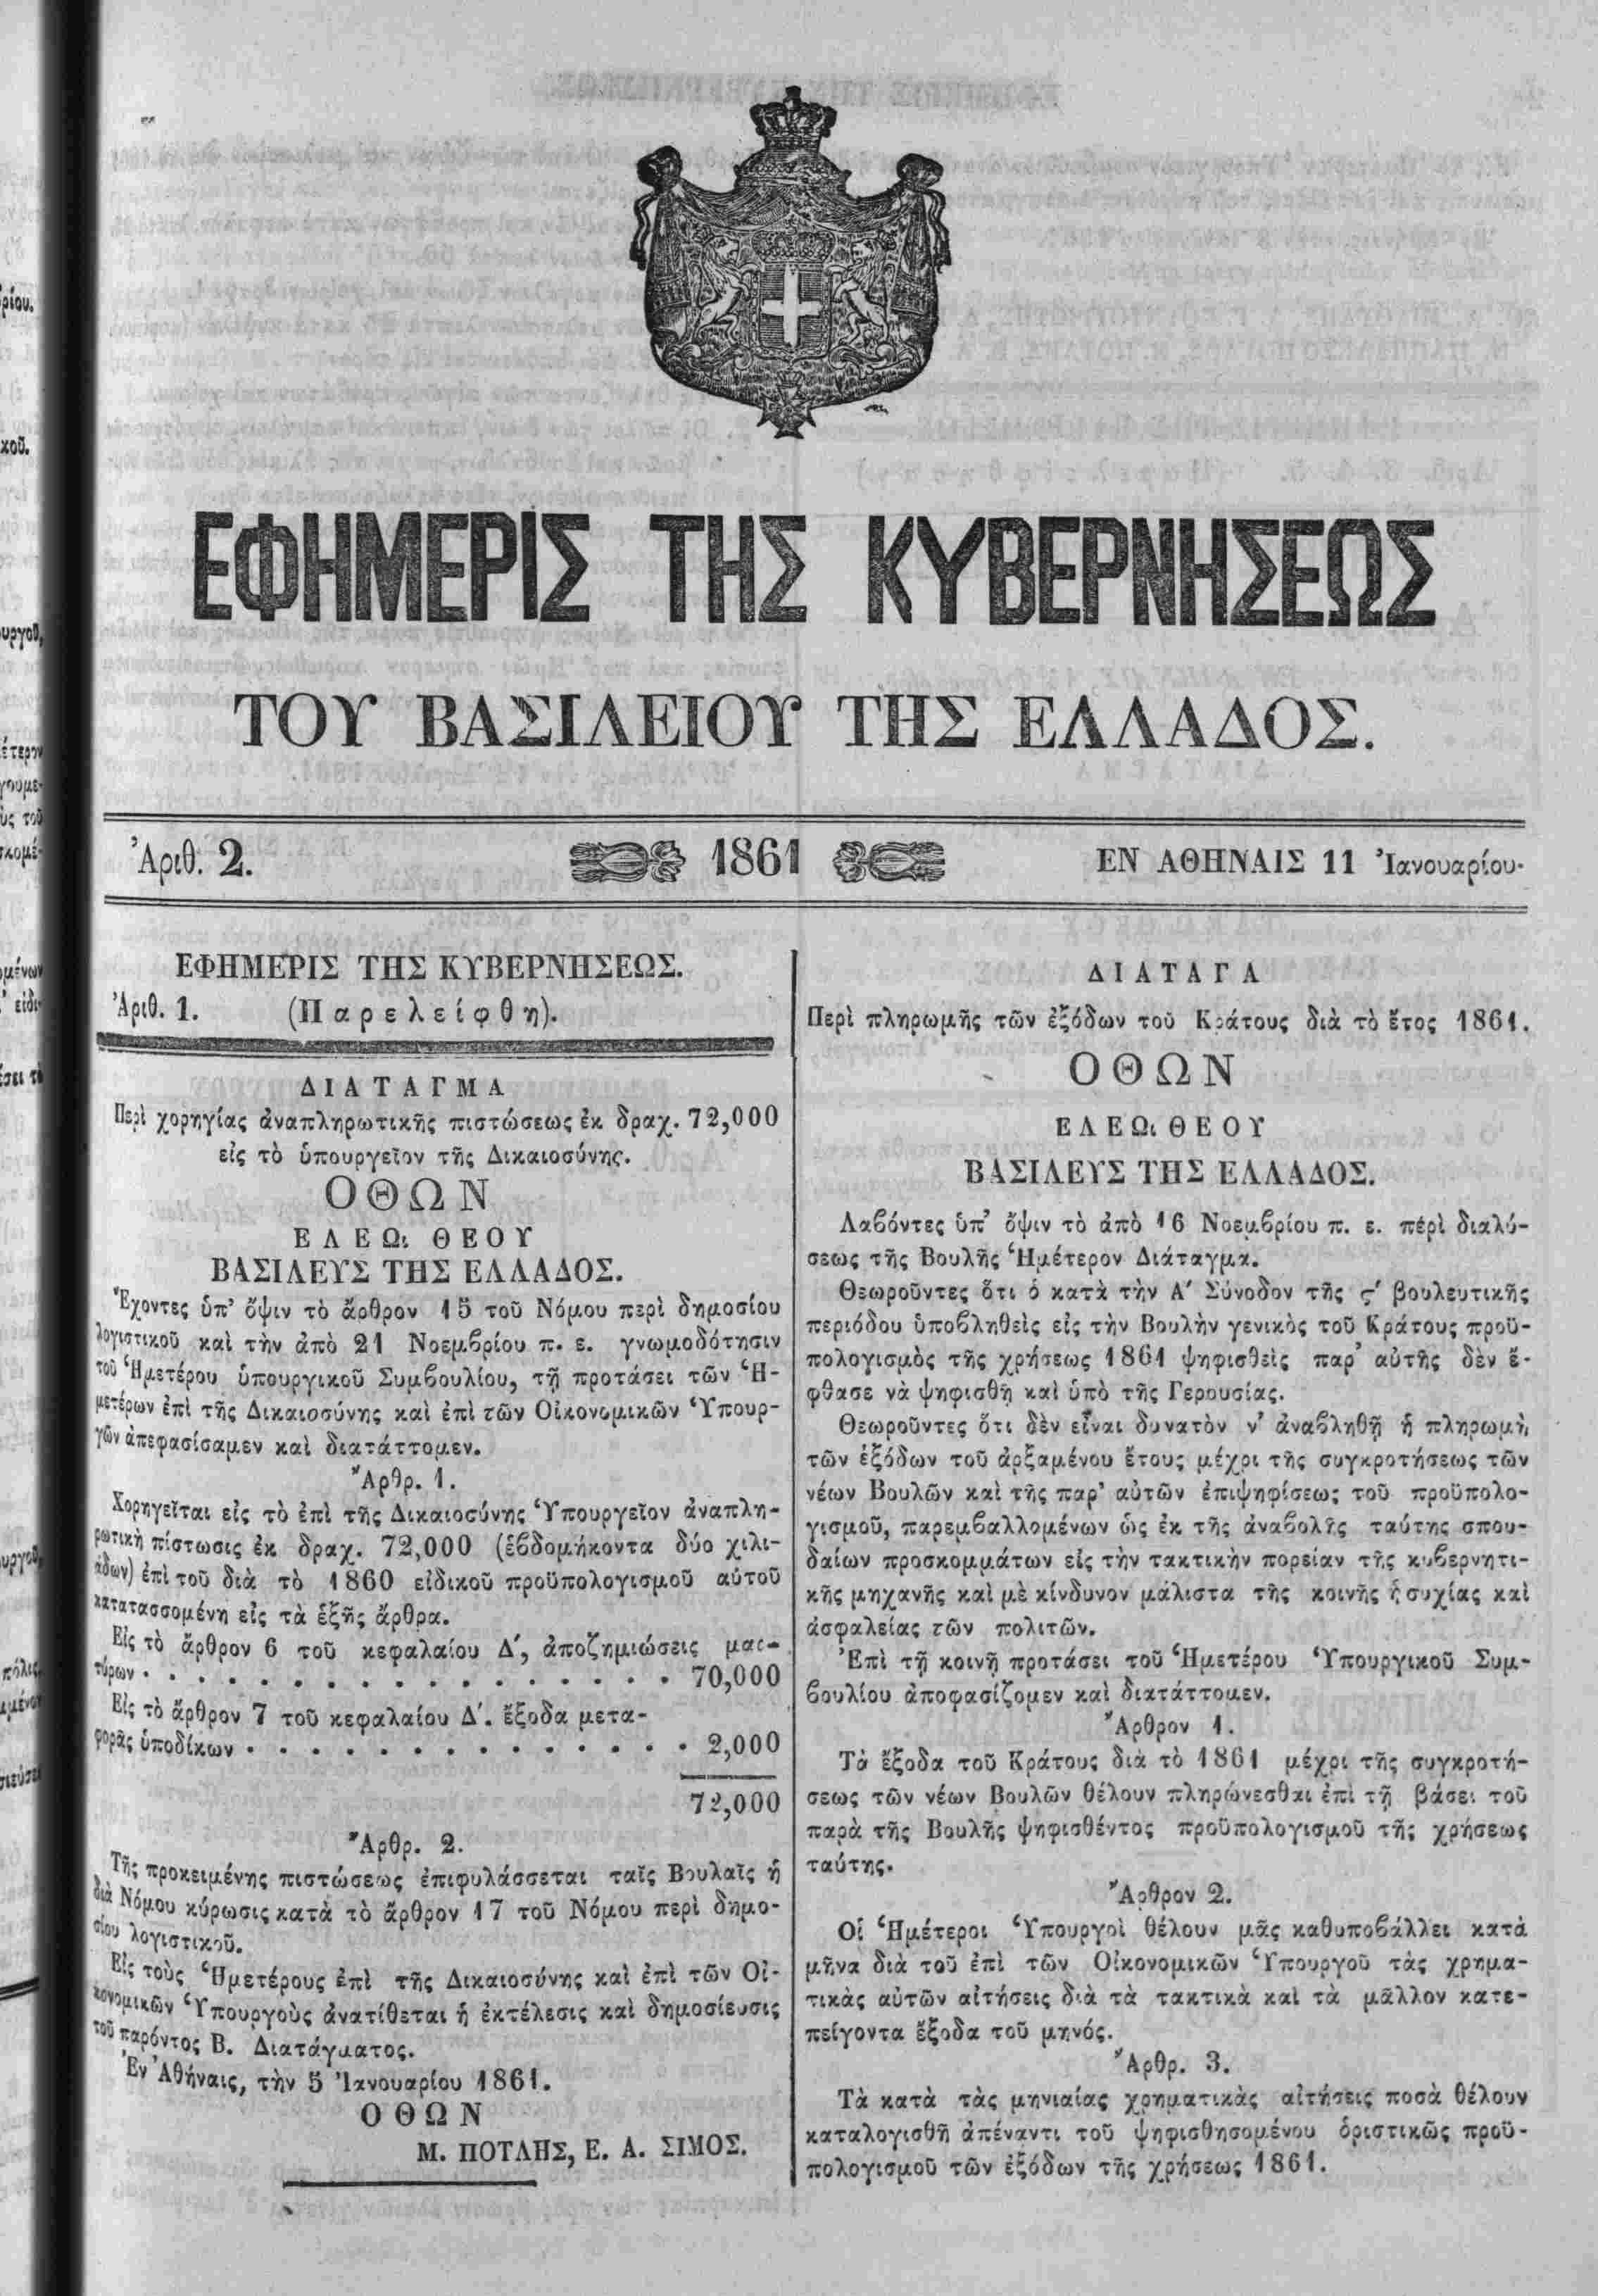 ΕΦΗΜΕΡΙΣ ΤΗΣ ΚΥΒΕΡΝΗΣΕΩΣ
ΤΟΥ ΒΑΣΙΛΕΙΟΥ ΤΗΣ ΕΛΛΑΔΟΣ.
Ἀριθ. 2. 1861 ΕΝ ΑΘΗΝΑΙΣ 11 Ἰανουαρίου.
ΕΦΗΜΕΡΙΣ ΤΗΣ ΚΥΒΕΡΝΗΣΕΩΣ.
Ἀριθ. 1. (Παρελείφθη).
ΔΙΑΤΑΓΜΑ
Περὶ χορηγίας ἀναπληρωτικῆς πιστώσεως ἐκ δραχ. 72,000
εἰς τὸ ὑπουργεῖον τῆς Δικαιοσύνης.
ΟΘΩΝ
ΕΛΕΩι ΘΕΟΥ
ΒΑΣΙΛΕΥΣ ΤΗΣ ΕΛΛΑΔΟΣ.
Ἔχοντες ὑπ' ὄψιν τὸ ἄρθρον 15 τοῦ Νόμου περὶ δημοσίου
λογιστικοῦ καὶ τὴν ἀπὸ 21 Νοεμβρίου π. ε. γνωμοδότησιν
τοῦ Ἡμετέρου ὑπουργικοῦ Συμβουλίου, τῇ προτάσει τῶν Ἡ-
μετέρων ἐπὶ τῆς Δικαιοσύνης καὶ ἐπὶ τῶν Οἰκονομικῶν Ὑπουρ-
γῶν ἀπεφασίσαμεν καὶ διατάττομεν.
Ἄρθρ. 1.
Χορηγεῖται εἰς τὸ ἐπὶ τῆς Δικαιοσύνης Ὑπουργεῖον ἀναπλη-
ρωτικὴ πίστωσις ἐκ δραχ. 72,000 (ἑβδομήκοντα δύο χιλι-
άδων) ἐπὶ τοῦ διὰ τὸ 1860 εἰδικοῦ προϋπολογισμοῦ αὐτοῦ
κατατασσομένη εἰς τὰ ἑξῆς ἄρθρα.
Εἰς τὸ ἄρθρον 6 τοῦ κεφαλαίου Δ', ἀποζημιώσεις μαρ-
τύρων . . . . . . . . . . . . . . . . 70,000
Εἰς τὸ ἄρθρον 7 τοῦ κεφαλαίου Δ'. ἔξοδα μετα-
φορᾶς ὑποδίκων . . . . . . . . . . . . . 2,000
72,000
Ἄρθρ. 2.
Τῆς προκειμένης πιστώσεως ἐπιφυλάσσεται ταῖς Βουλαῖς ἡ
διὰ Νόμου κύρωσις κατὰ τὸ ἄρθρον 17 τοῦ Νόμου περὶ δημο-
σίου λογιστικοῦ.
Εἰς τοὺς Ἡμετέρους ἐπὶ τῆς Δικαιοσύνης καὶ ἐπὶ τῶν Οἰ-
κονομικῶν Ὑπουργοὺς ἀνατίθεται ἡ ἐκτέλεσις καὶ δημοσίευσις
τοῦ παρόντος Β. Διατάγματος.
Ἐν Ἀθήναις, τὴν 5 Ἰανουαρίου 1861.
ΟΘΩΝ
Μ. ΠΟΤΛΗΣ, Ε. Α. ΣΙΜΟΣ.
ΔΙΑΤΑΓΑ
Περὶ πληρωμῆς τῶν ἐξόδων τοῦ Κράτους διὰ τὸ ἔτος 1861.
ΟΘΩΝ
ΕΛΕΩι ΘΕΟΥ
ΒΑΣΙΛΕΥΣ ΤΗΣ ΕΛΛΑΔΟΣ.
Λαβόντες ὑπ' ὄψιν τὸ ἀπὸ 16 Νοεμβρίου π. ε. πέρὶ διαλύ-
σεως τῆς Βουλῆς Ἡμέτερον Διάταγμα.
Θεωροῦντες ὅτι ὁ κατὰ τὴν Α' Σύνοδον τῆς ς' βουλευτικῆς
περιόδου ὑποβληθεὶς εἰς τὴν Βουλὴν γενικὸς τοῦ Κράτους προϋ-
πολογισμὸς τῆς χρήσεως 1861 ψηφισθεὶς παρ' αὐτῆς δὲν ἔ-
φθασε νὰ ψηφισθῇ καὶ ὑπὸ τῆς Γερουσίας.
Θεωροῦντες ὅτι δὲν εἶναι δυνατὸν ν' ἀναβληθῇ ἡ πληρωμὴ
τῶν ἐξόδων τοῦ ἀρξαμένου ἔτους μέχρι τῆς συγκροτήσεως τῶν
νέων Βουλῶν καὶ τῆς παρ' αὐτῶν ἐπιψηφίσεως τοῦ προϋπολο-
γισμοῦ, παρεμβαλλομένων ὡς ἐκ τῆς ἀναβολῆς ταύτης σπου-
δαίων προσκομμάτων εἰς τὴν τακτικὴν πορείαν τῆς κυβερνητι-
κῆς μηχανῆς καὶ μὲ κίνδυνον μάλιστα τῆς κοινῆς ἡσυχίας καὶ
ἀσφαλείας τῶν πολιτῶν.
Ἐπὶ τῇ κοινῇ προτάσει τοῦ Ἡμετέρου Ὑπουργικοῦ Συμ-
βουλίου ἀποφασίζομεν καὶ διατάττομεν.
Ἄρθρον 1.
Τὰ ἔξοδα τοῦ Κράτους διὰ τὸ 1861 μέχρι τῆς συγκροτή-
σεως τῶν νέων Βουλῶν θέλουν πληρώνεσθαι ἐπὶ τῇ βάσει τοῦ
παρὰ τῆς Βουλῆς ψηφισθέντος προϋπολογισμοῦ τῆς χρήσεως
ταύτης.
Ἄρθρον 2.
Οἱ Ἡμέτεροι Ὑπουργοὶ θέλουν μᾶς καθυποβάλλει κατὰ
μῆνα διὰ τοῦ ἐπὶ τῶν Οἰκονομικῶν Ὑπουργοῦ τὰς χρημα-
τικὰς αὐτῶν αἰτήσεις διὰ τὰ τακτικὰ καὶ τὰ μᾶλλον κατε-
πείγοντα ἔξοδα τοῦ μηνός.
Ἄρθρ. 3.
Τὰ κατὰ τὰς μηνιαίας χρηματικὰς αἰτήσεις ποσὰ θέλουν
καταλογισθῆ ἀπέναντι τοῦ ψηφισθησομένου ὁριστικῶς προϋ-
πολογισμοῦ τῶν ἐξόδων τῆς χρήσεως 1861.